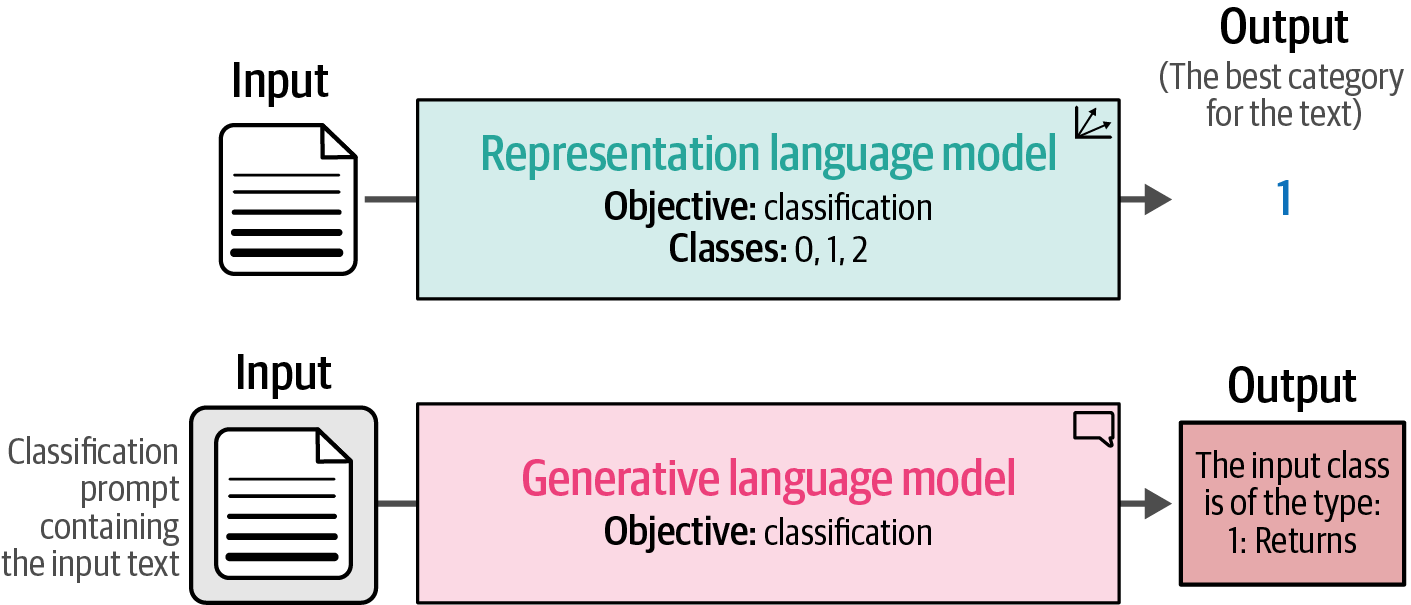 Input
Representation language model
Objective: classification
Classes: 0, 1, 2
Output
(The best category
for the text)
1
Input
Classification
prompt
containing
the input text
Generative language model
Objective: classification
Output
The input class
is of the type:
1: Returns